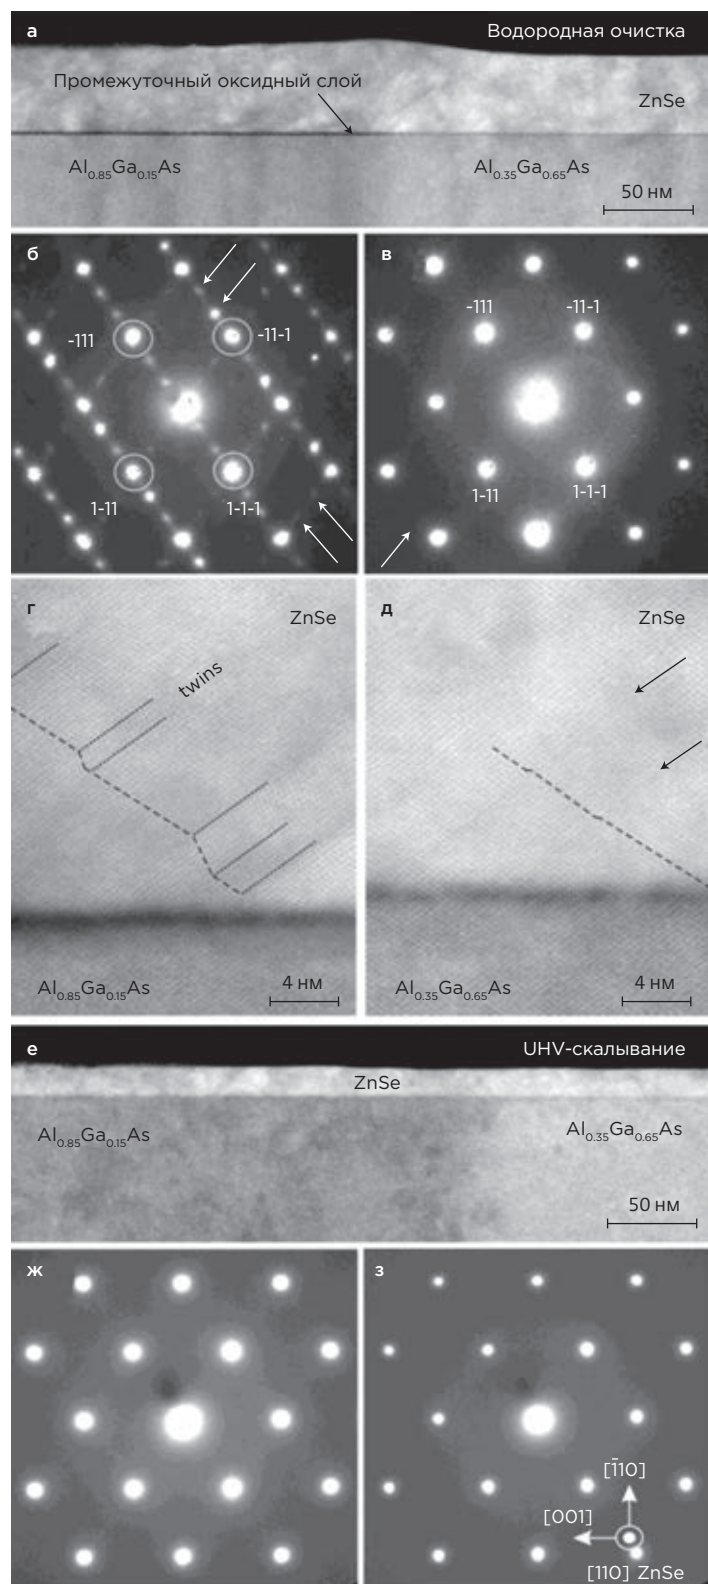 а
Водородная очистка
Промежуточный оксидный слой
ZnSe
Al0.85Ga0.15As
Al0.35Ga0.65As
50 нм
б
-111
-11-1
1-11
1-1-1
в
-111
-11-1
1-11
1-1-1
г
ZnSe
twins
Al0.85Ga0.15As
4 нм
д
ZnSe
Al0.35Ga0.65As
4 нм
е
UHV-скалывание
ZnSe
Al0.85Ga0.15As
Al0.35Ga0.65As
50 нм
ж
з
[1̄10]
[001]
[110] ZnSe